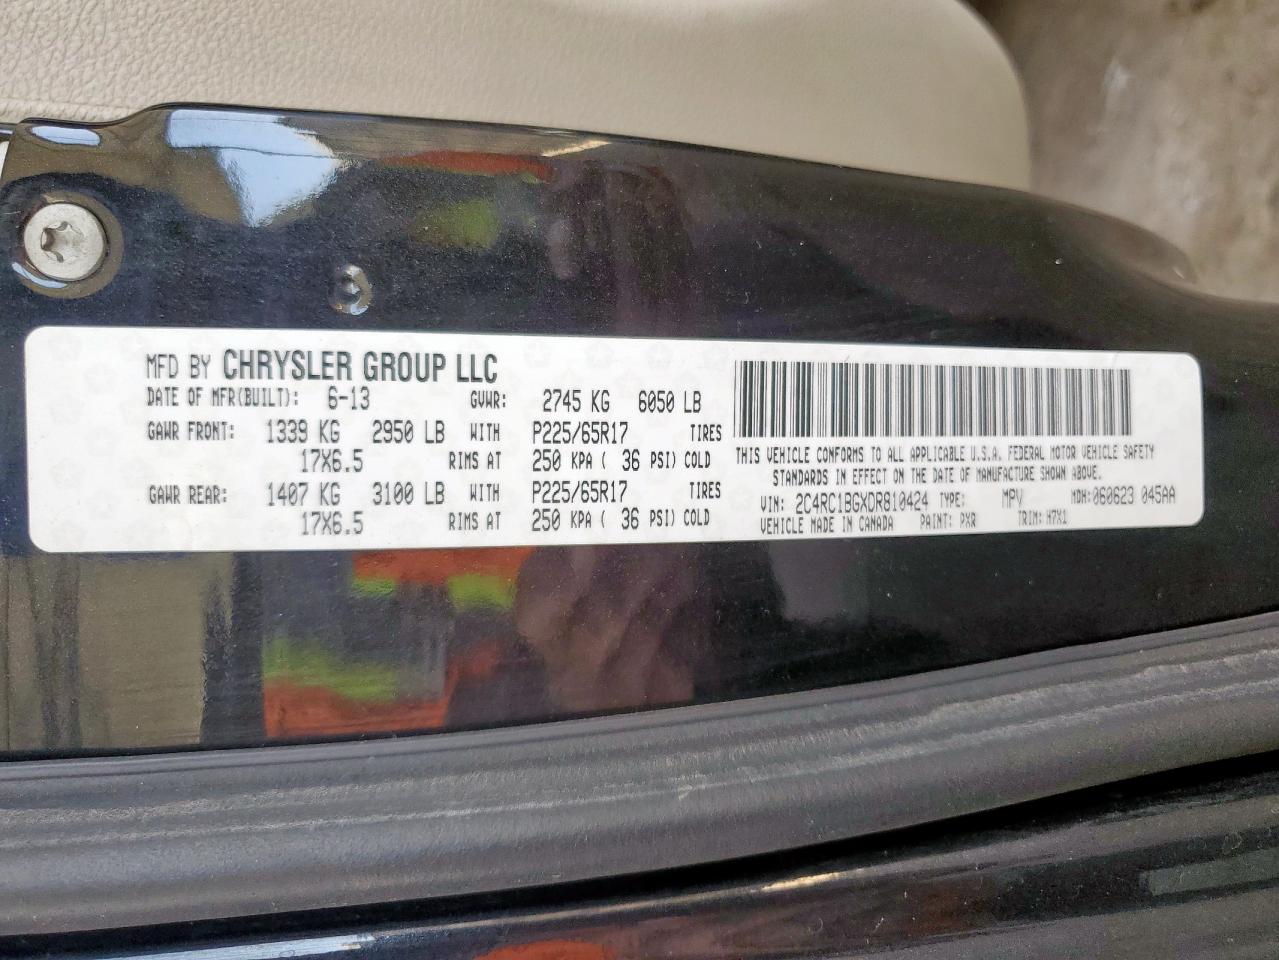 MFD BY CHRYSLER GROUP LLC
DATE OF MFR(BUILT): 6-13 GVWR: 2745 KG 6050 LB
GAWR FRONT: 1339 KG 2950 LB WITH P225/65R17 TIRES
17X6.5 RIMS AT 250 KPA ( 36 PSI) COLD
GAWR REAR: 1407 KG 3100 LB WITH P225/65R17 TIRES
17X6.5 RIMS AT 250 KPA ( 36 PSI) COLD
THIS VEHICLE CONFORMS TO ALL APPLICABLE U.S.A. FEDERAL MOTOR VEHICLE SAFETY
STANDARDS IN EFFECT ON THE DATE OF MANUFACTURE SHOWN ABOVE.
VIN: 2C4RC1BGXDR810424 TYPE: MPV MDH: 060623 045AA
VEHICLE MADE IN CANADA PAINT: PXR TRIM: H7X1